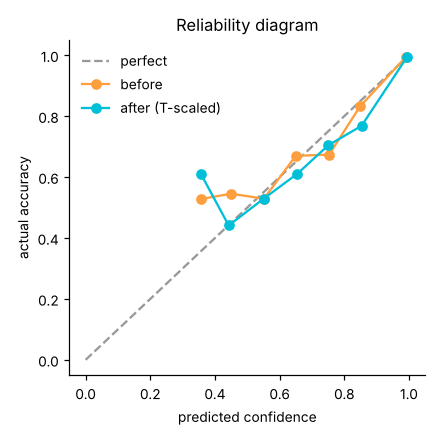 Reliability diagram
perfect
before
after (T-scaled)
1.0
0.8
0.6
0.4
0.2
0.0
actual accuracy
0.0 0.2 0.4 0.6 0.8 1.0
predicted confidence